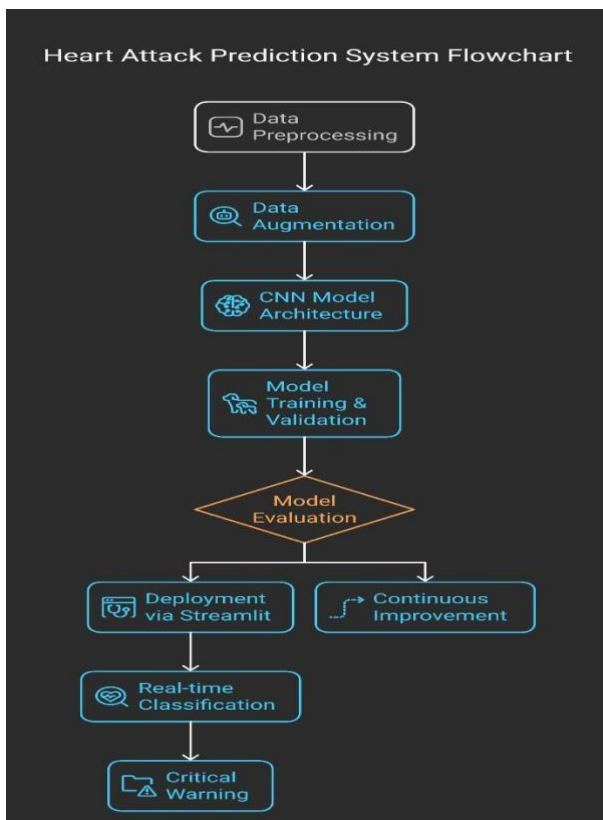 Heart Attack Prediction System Flowchart
Data
Preprocessing
Data
Augmentation
CNN Model
Architecture
Model
Training &
Validation
Model
Evaluation
Deployment
via Streamlit
Continuous
Improvement
Real-time
Classification
Critical
Warning